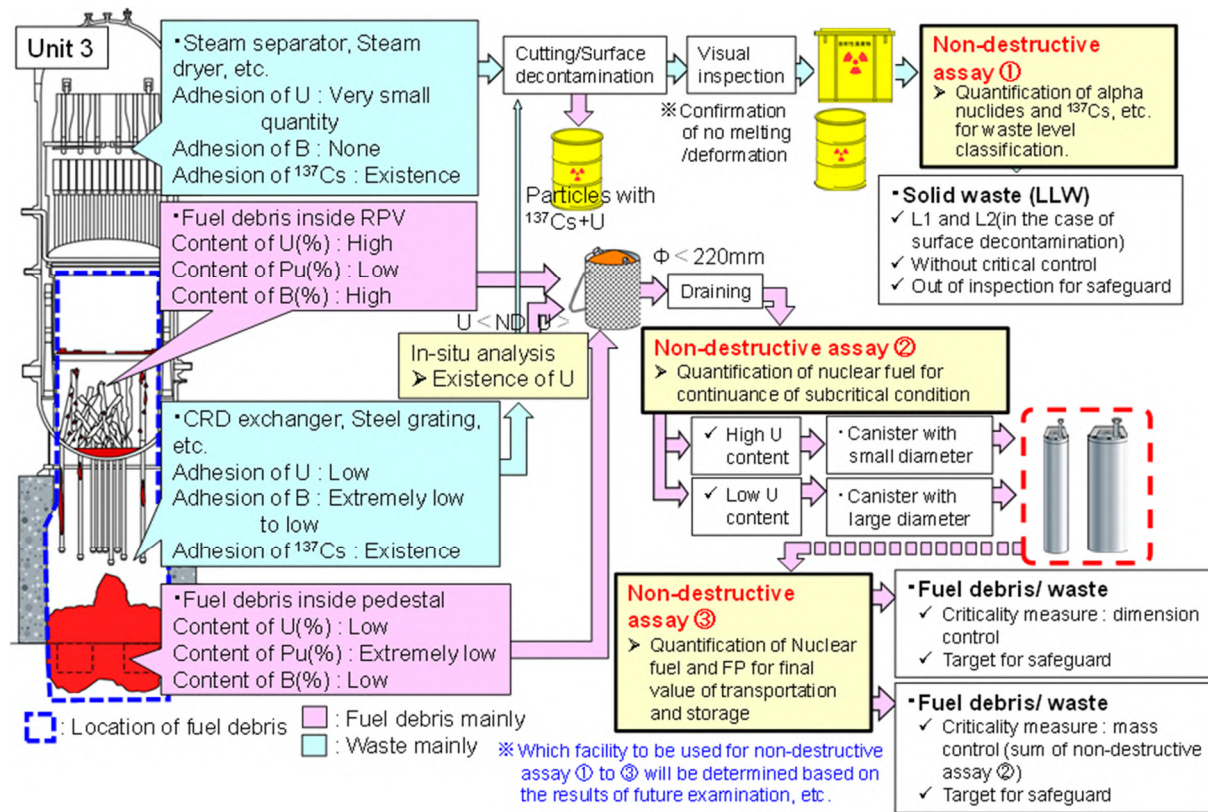 Unit 3
・Steam separator, Steam
dryer, etc.
Adhesion of U : Very small
quantity
Adhesion of B : None
Adhesion of ¹³⁷Cs : Existence
Cutting/Surface
decontamination
Visual
inspection
※Confirmation
of no melting
/deformation
Particles with
¹³⁷Cs+U
Non-destructive
assay ①
➢ Quantification of alpha
nuclides and ¹³⁷Cs, etc.
for waste level
classification.
・Solid waste (LLW)
✓ L1 and L2(in the case of
surface decontamination)
✓ Without critical control
✓ Out of inspection for safeguard
・Fuel debris inside RPV
Content of U(%) : High
Content of Pu(%) : Low
Content of B(%) : High
Φ < 220mm
Draining
U < ND
U >
In-situ analysis
➢ Existence of U
Non-destructive assay ②
➢ Quantification of nuclear fuel for
continuance of subcritical condition
✓ High U
content
・Canister with
small diameter
✓ Low U
content
・Canister with
large diameter
・CRD exchanger, Steel grating,
etc.
Adhesion of U : Low
Adhesion of B : Extremely low
to low
Adhesion of ¹³⁷Cs : Existence
・Fuel debris inside pedestal
Content of U(%) : Low
Content of Pu(%) : Extremely low
Content of B(%) : Low
Non-destructive
assay ③
➢ Quantification of Nuclear
fuel and FP for final
value of transportation
and storage
・Fuel debris/ waste
✓ Criticality measure : dimension
control
✓ Target for safeguard
・Fuel debris/ waste
✓ Criticality measure : mass
control (sum of non-destructive
assay ②)
✓ Target for safeguard
: Location of fuel debris
: Fuel debris mainly
: Waste mainly
※ Which facility to be used for non-destructive
assay ① to ③ will be determined based on
the results of future examination, etc.